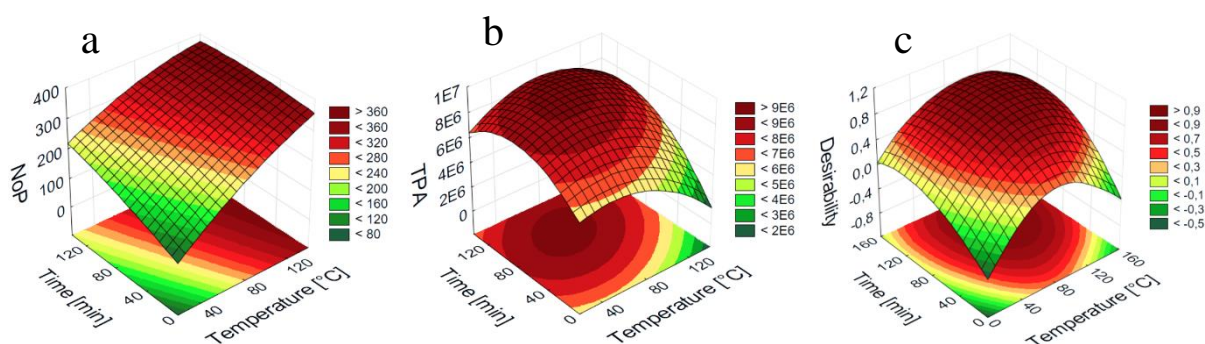 a
NoP
400
300
200
100
0
Time [min]
120
80
40
0
Temperature [°C]
40
80
120
> 360
< 360
< 320
< 280
< 240
< 200
< 160
< 120
< 80
b
TPA
1E7
8E6
6E6
4E6
2E6
0
Time [min]
120
80
40
0
Temperature [°C]
40
80
120
> 9E6
< 9E6
< 8E6
< 7E6
< 6E6
< 5E6
< 4E6
< 3E6
< 2E6
c
Desirability
1,2
0,8
0,4
0,0
-0,4
-0,8
Time [min]
160
120
80
40
0
Temperature [°C]
0
40
80
120
160
> 0,9
< 0,9
< 0,7
< 0,5
< 0,3
< 0,1
< -0,1
< -0,3
< -0,5